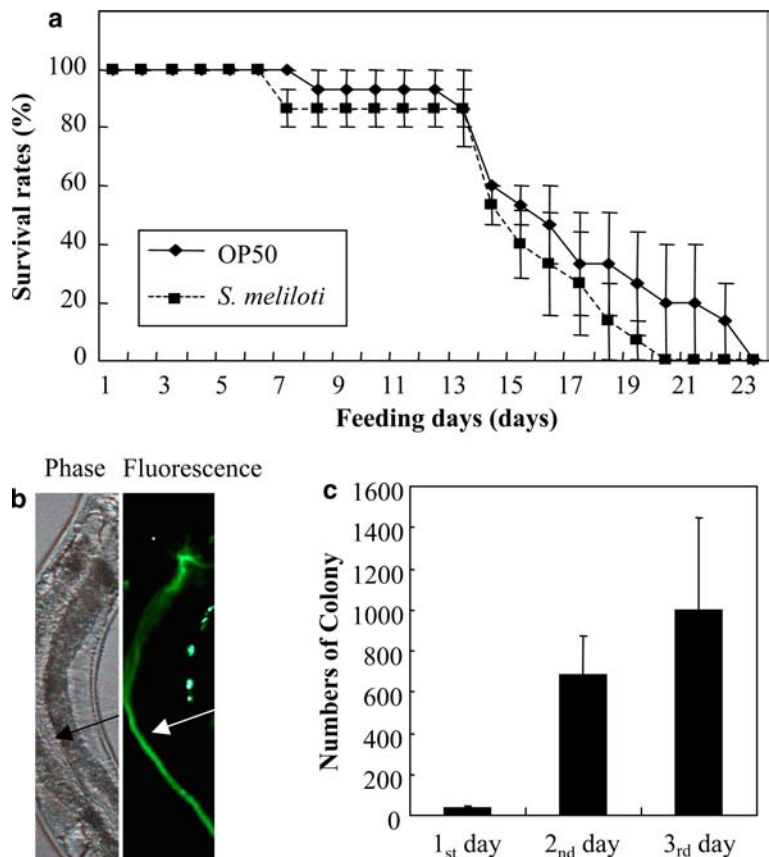 a
Survival rates (%)
100
80
60
40
20
0
OP50
S. meliloti
1 3 5 7 9 11 13 15 17 19 21 23
Feeding days (days)
b
Phase Fluorescence
c
Numbers of Colony
1600
1400
1200
1000
800
600
400
200
0
1st day 2nd day 3rd day